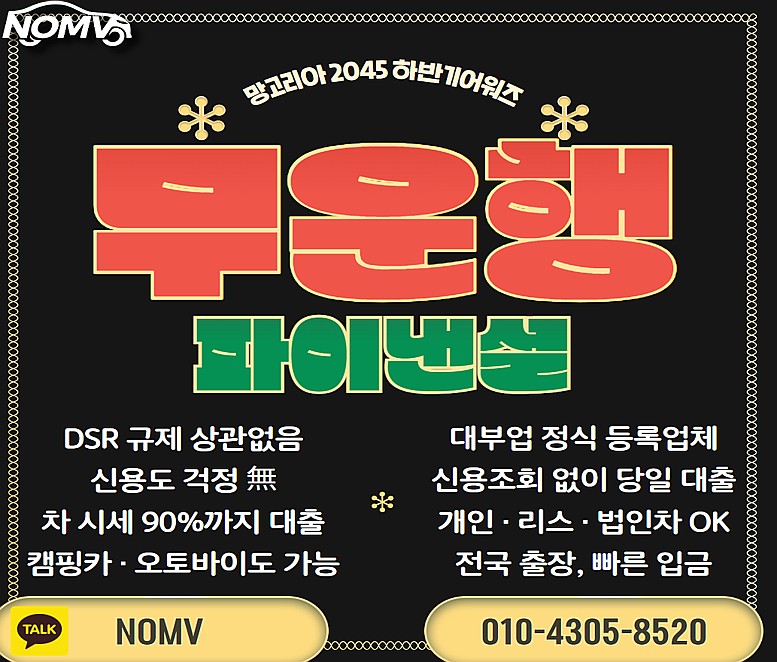 NOMV
망고리아 2045 하반기어워즈
무운행
파이낸셜
DSR 규제 상관없음
신용도 걱정 無
차 시세 90%까지 대출
캠핑카 · 오토바이도 가능
대부업 정식 등록업체
신용조회 없이 당일 대출
개인 · 리스 · 법인차 OK
전국 출장, 빠른 입금
TALK
NOMV
010-4305-8520